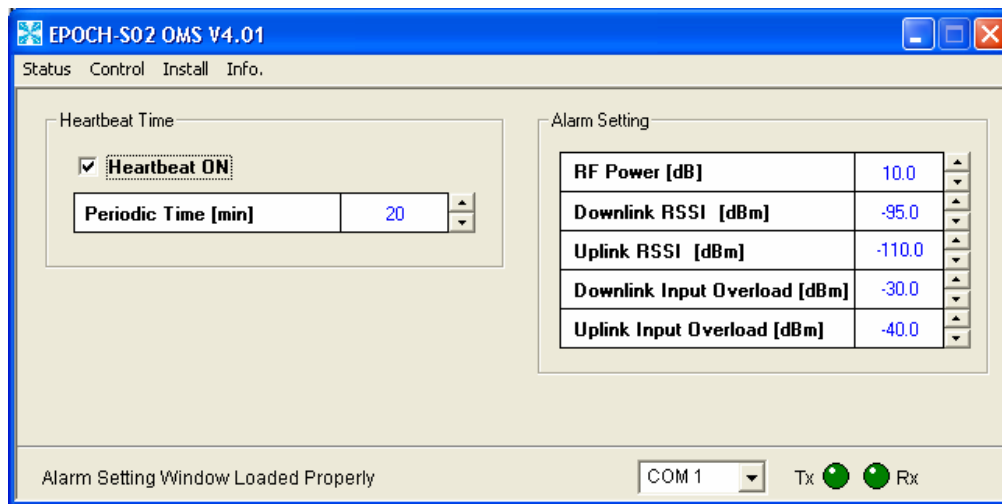 EPOCH-S02 OMS V4.01
Status Control Install Info.
Heartbeat Time
Heartbeat ON
Periodic Time [min] 20
Alarm Setting
RF Power [dB] 10.0
Downlink RSSI [dBm] -95.0
Uplink RSSI [dBm] -110.0
Downlink Input Overload [dBm] -30.0
Uplink Input Overload [dBm] -40.0
Alarm Setting Window Loaded Properly
COM 1
Tx Rx